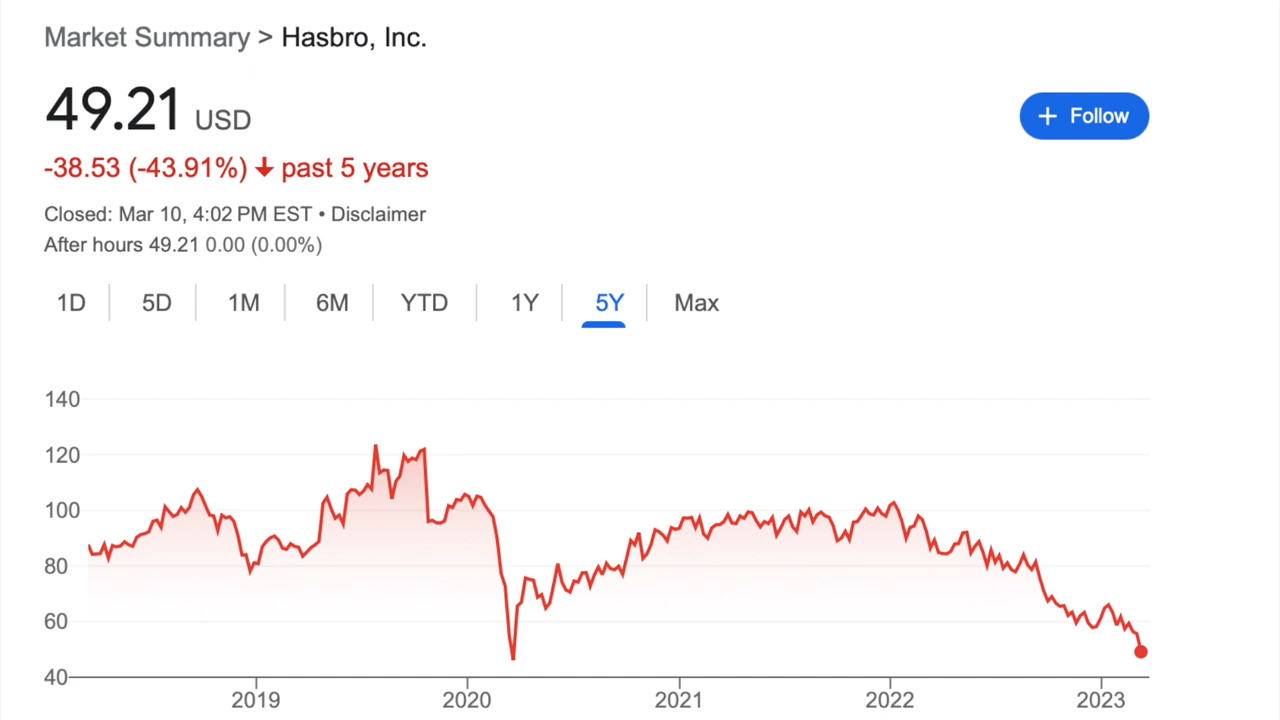 Market Summary > Hasbro, Inc.
49.21 USD
+ Follow
-38.53 (-43.91%) ↓ past 5 years
Closed: Mar 10, 4:02 PM EST • Disclaimer
After hours 49.21 0.00 (0.00%)
1D 5D 1M 6M YTD 1Y 5Y Max
140
120
100
80
60
40
2019 2020 2021 2022 2023